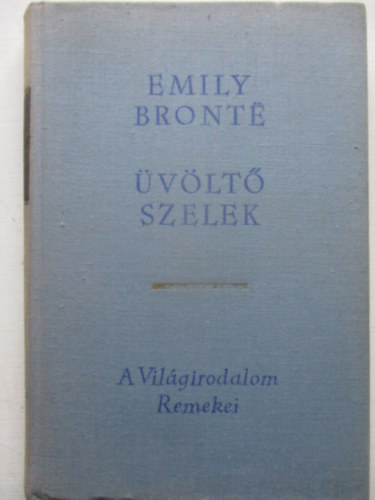 EMILY
BRONTË
ÜVÖLTŐ
SZELEK
A Világirodalom
Remekei